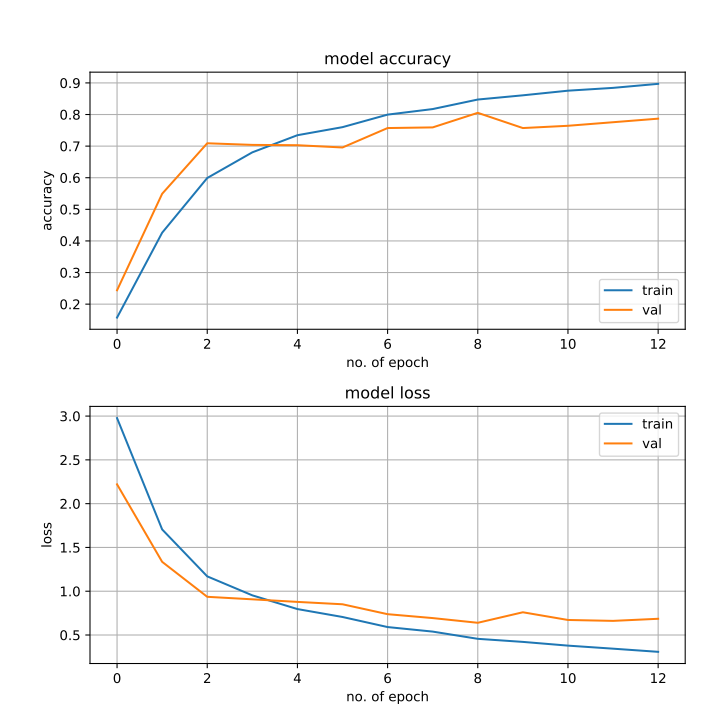 model accuracy
0.9
0.8
0.7
0.6
0.5
0.4
0.3
0.2
accuracy
train
val
0 2 4 6 8 10 12
no. of epoch
model loss
3.0
2.5
2.0
1.5
1.0
0.5
loss
train
val
0 2 4 6 8 10 12
no. of epoch